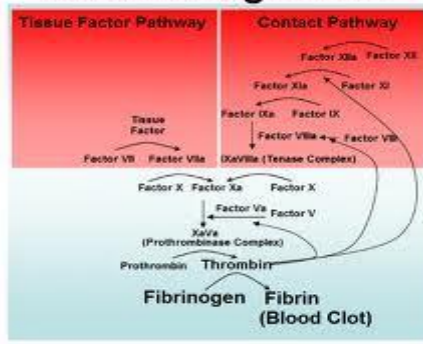 Tissue Factor Pathway
Contact Pathway
Factor XIIa Factor XII
Factor XIa Factor XI
Factor IXa Factor IX
Tissue
Factor
Factor VIIIa Factor VIII
Factor VII Factor VIIa
IXaVIIIa (Tenase Complex)
Factor X Factor Xa Factor X
Factor Va Factor V
XaVa
(Prothrombinase Complex)
Prothrombin Thrombin
Fibrinogen Fibrin
(Blood Clot)